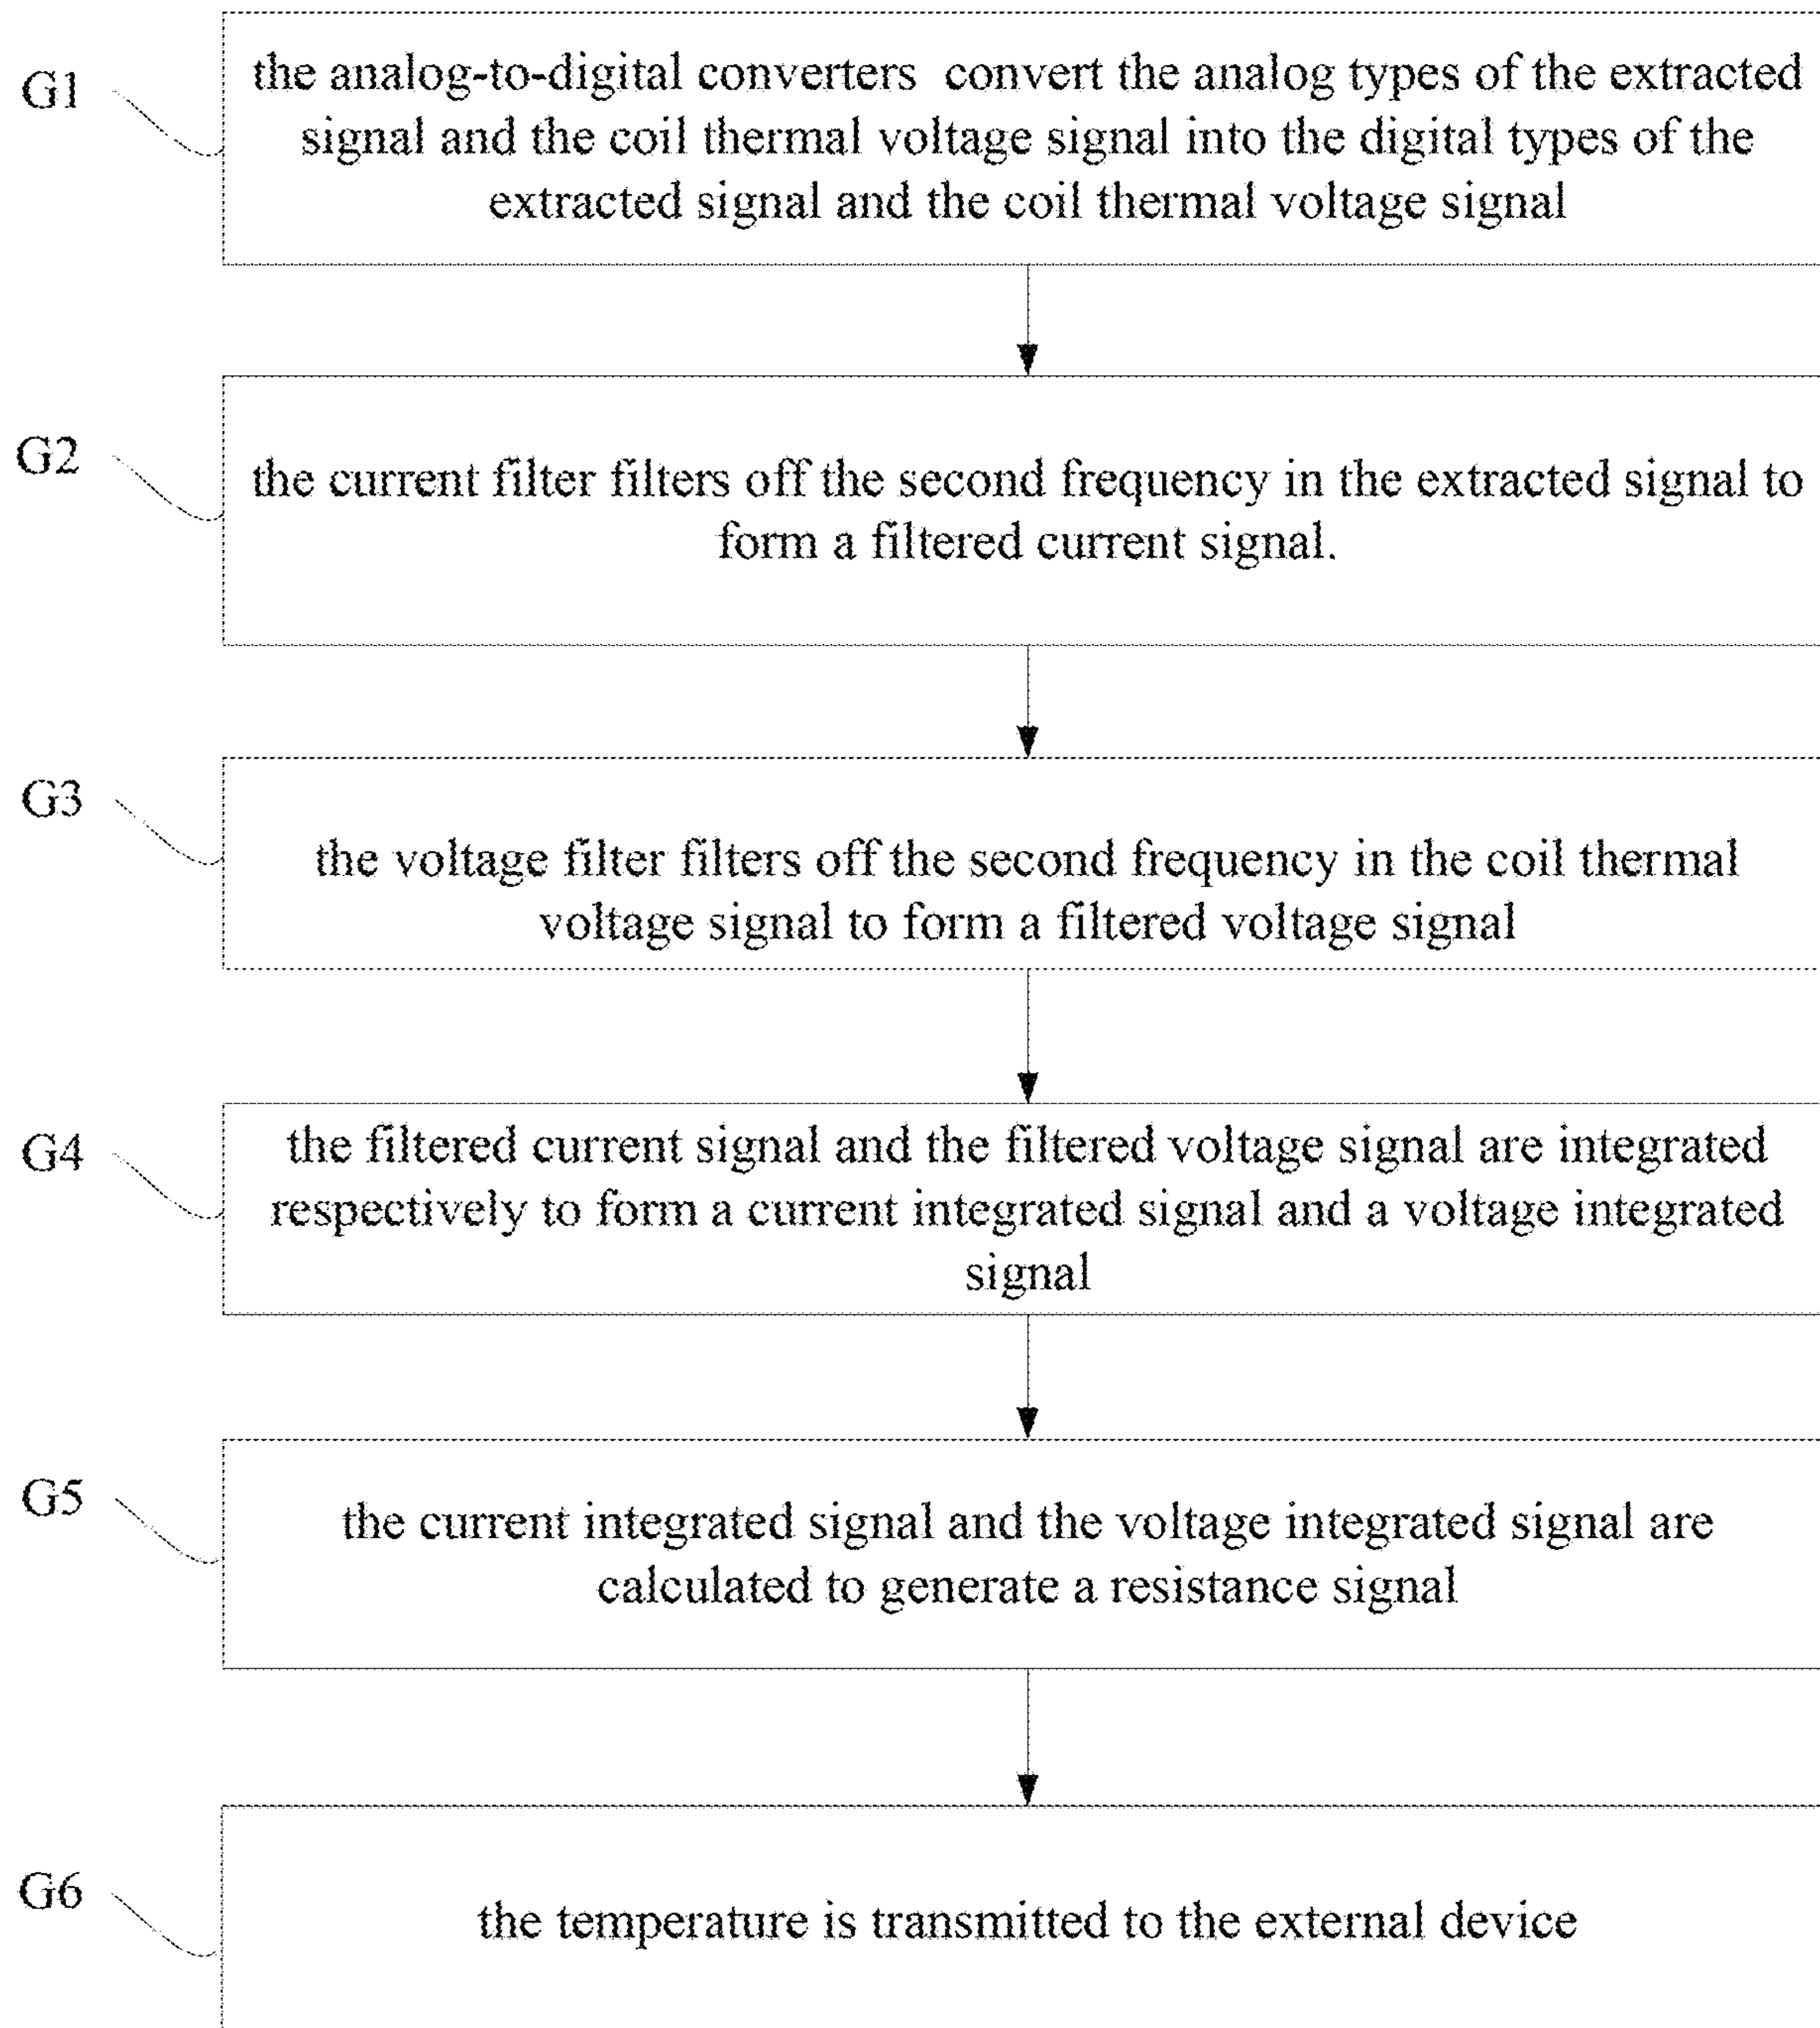 G1
the analog-to-digital converters convert the analog types of the extracted
signal and the coil thermal voltage signal into the digital types of the
extracted signal and the coil thermal voltage signal
G2
the current filter filters off the second frequency in the extracted signal to
form a filtered current signal.
G3
the voltage filter filters off the second frequency in the coil thermal
voltage signal to form a filtered voltage signal
G4
the filtered current signal and the filtered voltage signal are integrated
respectively to form a current integrated signal and a voltage integrated
signal
G5
the current integrated signal and the voltage integrated signal are
calculated to generate a resistance signal
G6
the temperature is transmitted to the external device